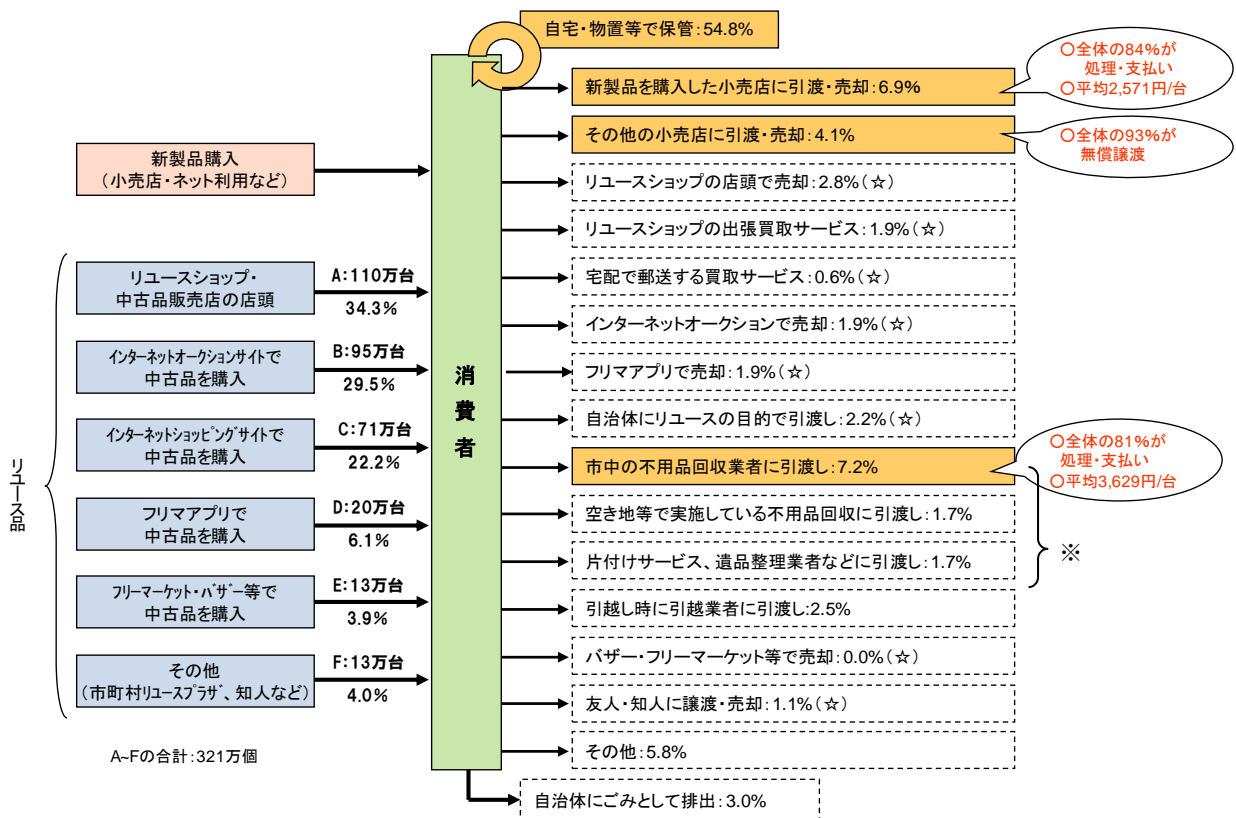 自宅・物置等で保管:54.8%
新製品を購入した小売店に引渡・売却:6.9%
○全体の84%が
処理・支払い
○平均2,571円/台
その他の小売店に引渡・売却:4.1%
○全体の93%が
無償譲渡
リユースショップの店頭で売却:2.8%(☆)
リユースショップの出張買取サービス:1.9%(☆)
宅配で郵送する買取サービス:0.6%(☆)
インターネットオークションで売却:1.9%(☆)
フリマアプリで売却:1.9%(☆)
自治体にリユースの目的で引渡し:2.2%(☆)
市中の不用品回収業者に引渡し:7.2%
○全体の81%が
処理・支払い
○平均3,629円/台
空き地等で実施している不用品回収に引渡し:1.7%
片付けサービス、遺品整理業者などに引渡し:1.7%
※
引越し時に引越業者に引渡し:2.5%
バザー・フリーマーケット等で売却:0.0%(☆)
友人・知人に譲渡・売却:1.1%(☆)
その他:5.8%
自治体にごみとして排出:3.0%
消費者
新製品購入
(小売店・ネット利用など)
リユース品
リユースショップ・
中古品販売店の店頭
A:110万台
34.3%
インターネットオークションサイトで
中古品を購入
B:95万台
29.5%
インターネットショッピングサイトで
中古品を購入
C:71万台
22.2%
フリマアプリで
中古品を購入
D:20万台
6.1%
フリーマーケット・バザー等で
中古品を購入
E:13万台
3.9%
その他
(市町村リユースプラザ、知人など)
F:13万台
4.0%
A~Fの合計:321万個